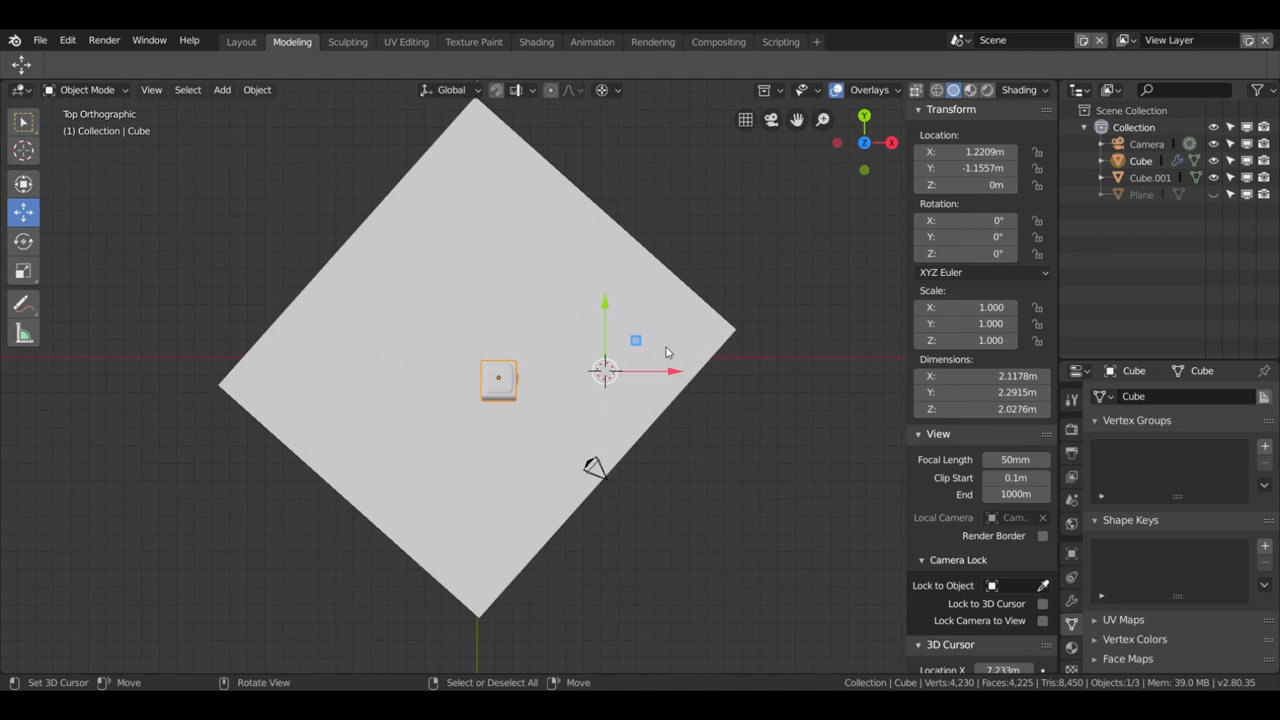 File Edit Render Window Help Layout Modeling Sculpting UV Editing Texture Paint Shading Animation Rendering Compositing Scripting + Scene View Layer
Object Mode View Select Add Object Global Overlays Shading
Top Orthographic
(1) Collection | Cube
Y
Z
X
Transform
Location:
X: 1.2209m
Y: -1.1557m
Z: 0m
Rotation:
X: 0°
Y: 0°
Z: 0°
XYZ Euler
Scale:
X: 1.000
Y: 1.000
Z: 1.000
Dimensions:
X: 2.1178m
Y: 2.2915m
Z: 2.0276m
View
Focal Length 50mm
Clip Start 0.1m
End 1000m
Local Camera Cam..
Render Border
Camera Lock
Lock to Object
Lock to 3D Cursor
Lock Camera to View
3D Cursor
Location X 7.233m
Scene Collection
Collection
Camera
Cube
Cube.001
Plane
Cube Cube
Cube
Vertex Groups
Shape Keys
UV Maps
Vertex Colors
Face Maps
Set 3D Cursor Move Rotate View Select or Deselect All Move Collection | Cube | Verts:4,230 | Faces:4,225 | Tris:8,450 | Objects:1/3 | Mem: 39.0 MB | v2.80.35